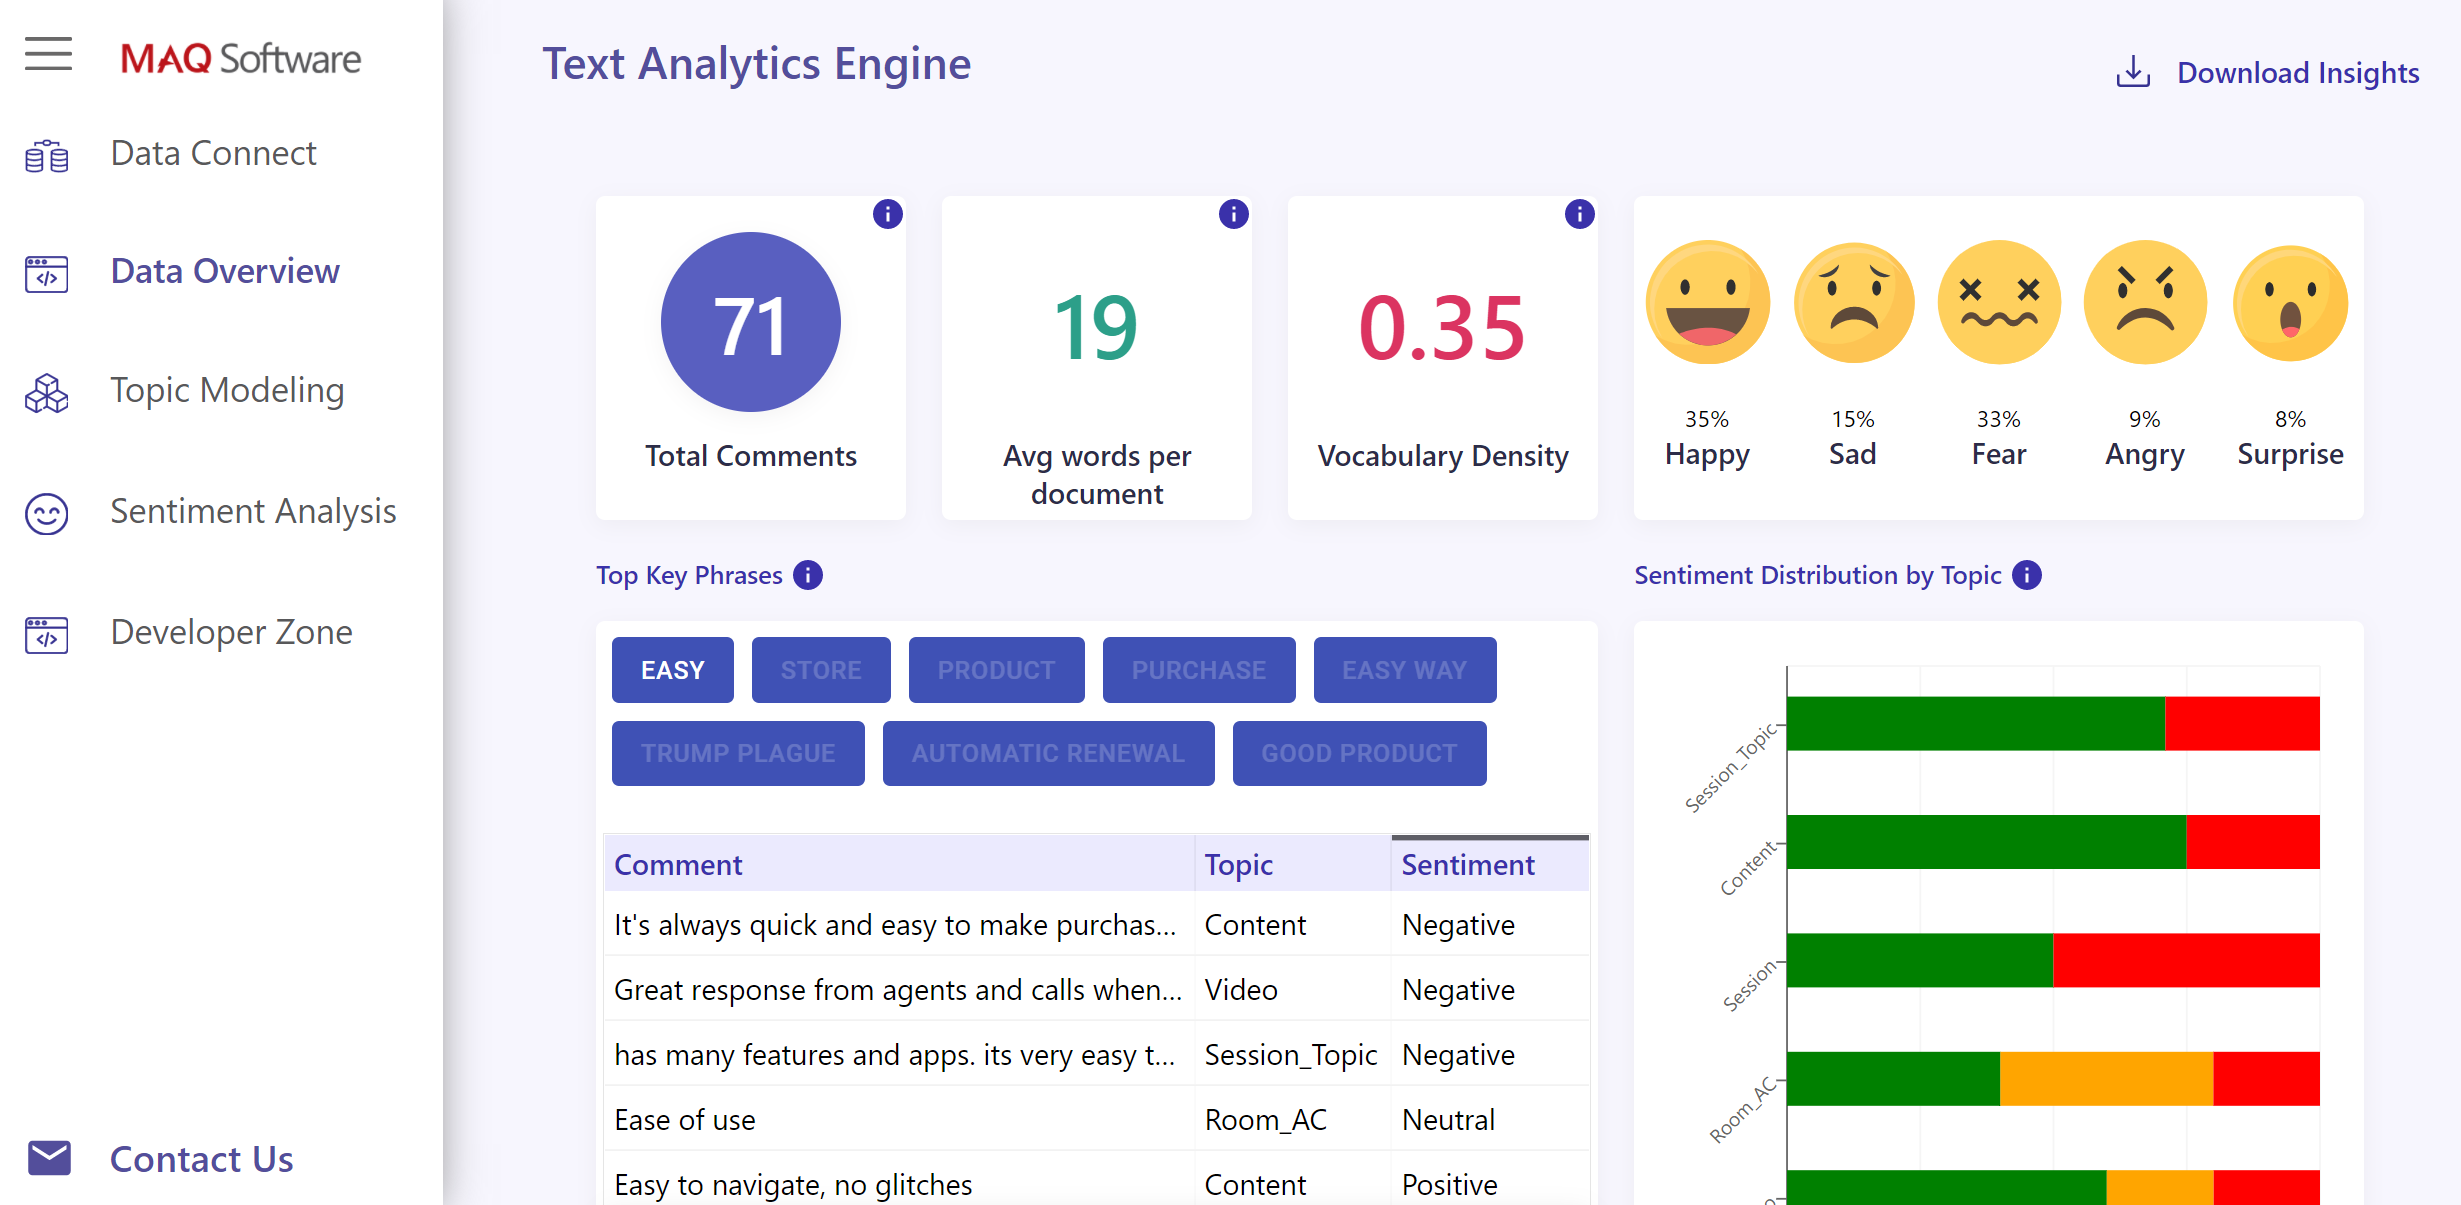 MAQ Software
Data Connect
Data Overview
Topic Modeling
Sentiment Analysis
Developer Zone
Contact Us
Text Analytics Engine
Download Insights
71
Total Comments
19
Avg words per
document
0.35
Vocabulary Density
35% 15% 33% 9% 8%
Happy Sad Fear Angry Surprise
Top Key Phrases
EASY STORE PRODUCT PURCHASE EASY WAY
TRUMP PLAGUE AUTOMATIC RENEWAL GOOD PRODUCT
Comment Topic Sentiment
It's always quick and easy to make purchas... Content Negative
Great response from agents and calls when... Video Negative
has many features and apps. its very easy t... Session_Topic Negative
Ease of use Room_AC Neutral
Easy to navigate, no glitches Content Positive
Sentiment Distribution by Topic
Session_Topic
Content
Session
Room_AC